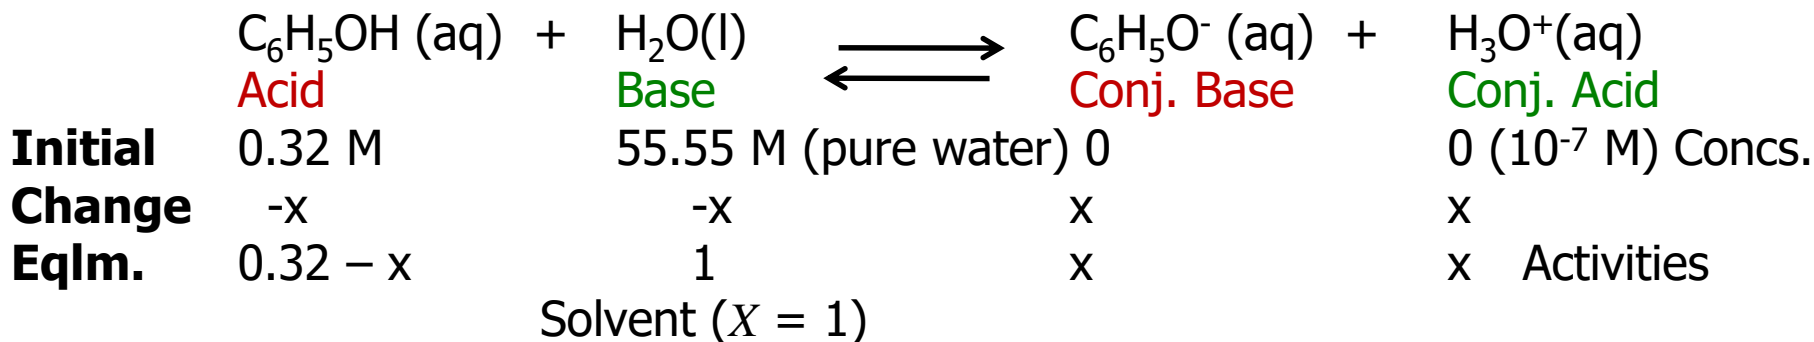 C₆H₅OH (aq) + H₂O(l) ⇌ C₆H₅O⁻ (aq) + H₃O⁺(aq)
Acid Base Conj. Base Conj. Acid
Initial 0.32 M 55.55 M (pure water) 0 0 (10⁻⁷ M) Concs.
Change -x -x x x
Eqlm. 0.32 – x 1 x x Activities
Solvent (X = 1)